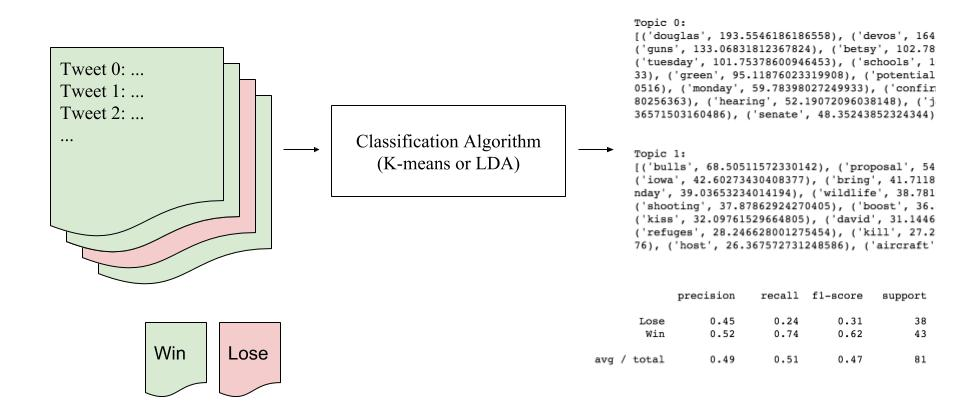 Tweet 0: ...
Tweet 1: ...
Tweet 2: ...
...
Win
Lose
Classification Algorithm
(K-means or LDA)
Topic 0:
[('douglas', 193.5546186186558), ('devos', 164
('guns', 133.06831812367824), ('betsy', 102.78
('tuesday', 101.75378600946453), ('schools', 1
33), ('green', 95.11876023319908), ('potential
0516), ('monday', 59.78398027249933), ('confir
80256363), ('hearing', 52.19072096038148), ('j
36571503160486), ('senate', 48.35243852324344)
Topic 1:
[('bulls', 68.50511572330142), ('proposal', 54
('iowa', 42.60273430408377), ('bring', 41.7118
nday', 39.03653234014194), ('wildlife', 38.781
('shooting', 37.87862924270405), ('boost', 36.
('kiss', 32.09761529664805), ('david', 31.1446
('refuges', 28.246628001275454), ('kill', 27.2
76), ('host', 26.367572731248586), ('aircraft'
precision recall f1-score support
Lose 0.45 0.24 0.31 38
Win 0.52 0.74 0.62 43
avg / total 0.49 0.51 0.47 81